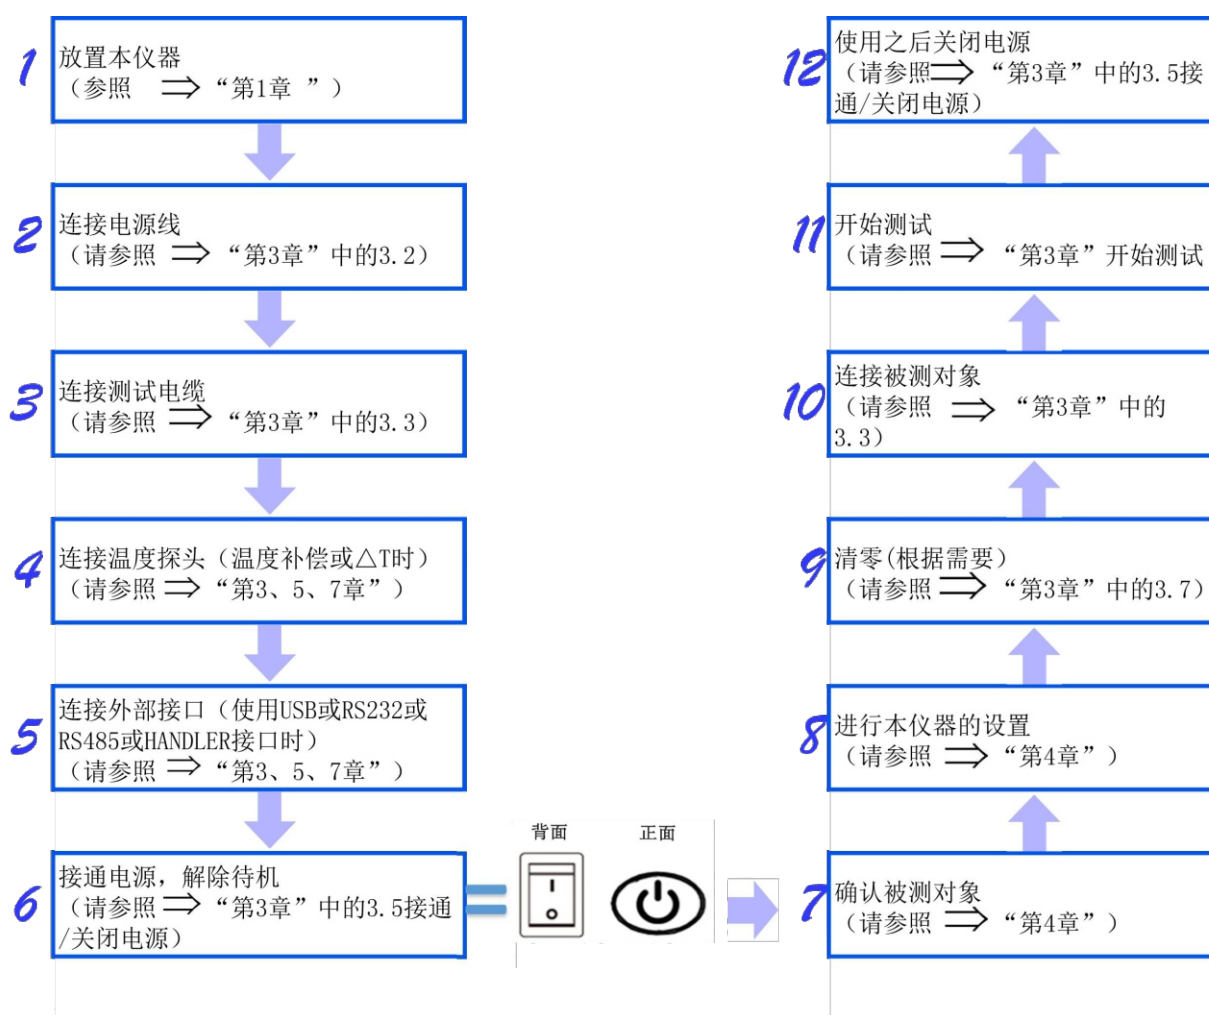 1
放置本仪器
（参照 ⇒ “第1章 ”）
2
连接电源线
（请参照 ⇒ “第3章”中的3.2）
3
连接测试电缆
（请参照 ⇒ “第3章”中的3.3）
4
连接温度探头（温度补偿或△T时）
（请参照 ⇒ “第3、5、7章”）
5
连接外部接口（使用USB或RS232或
RS485或HANDLER接口时）
（请参照 ⇒ “第3、5、7章”）
6
接通电源，解除待机
（请参照 ⇒ “第3章”中的3.5接通
/关闭电源）
背面
正面
7
确认被测对象
（请参照 ⇒ “第4章”）
8
进行本仪器的设置
（请参照 ⇒ “第4章”）
9
清零(根据需要）
（请参照 ⇒ “第3章”中的3.7）
10
连接被测对象
（请参照 ⇒ “第3章”中的
3.3）
11
开始测试
（请参照 ⇒ “第3章”开始测试
12
使用之后关闭电源
（请参照⇒ “第3章”中的3.5接
通/关闭电源）